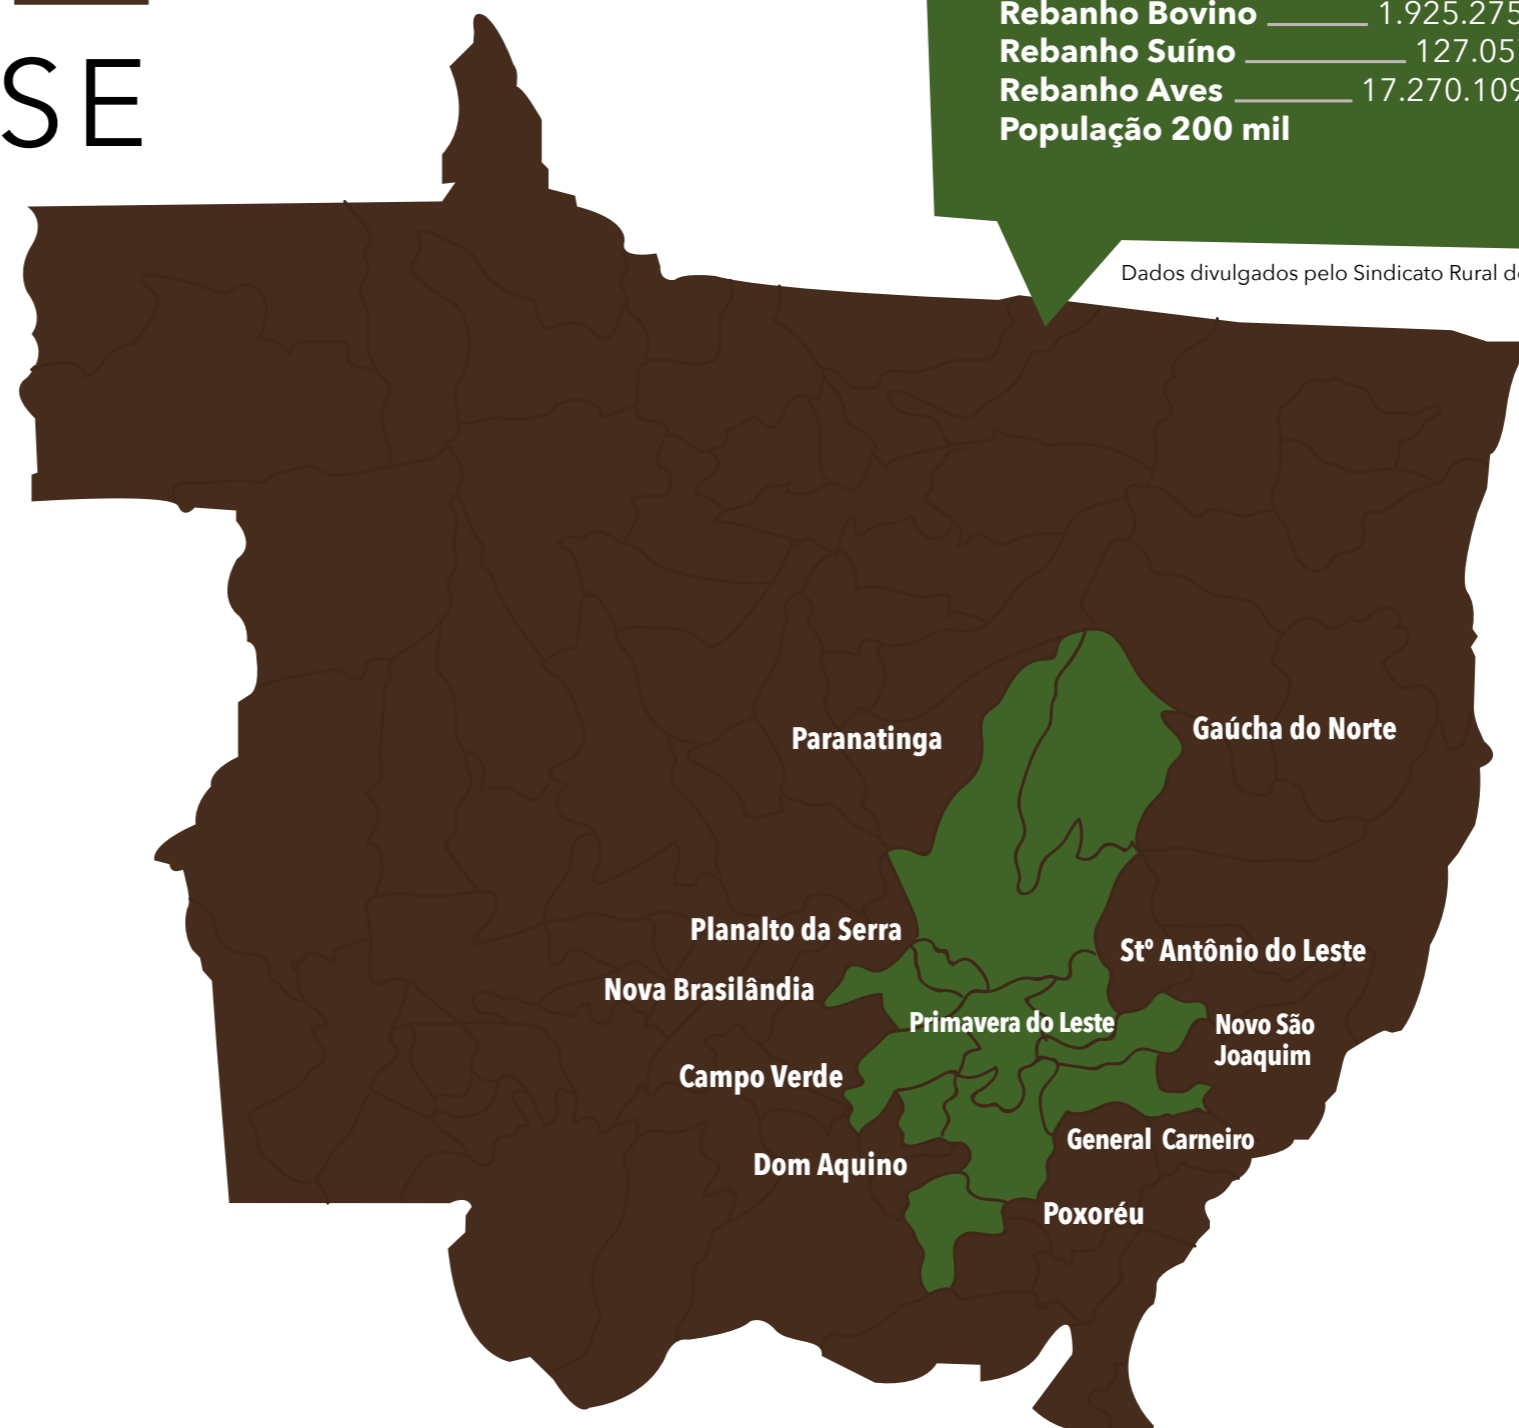 SE
Rebanho Bovino 1.925.275
Rebanho Suíno 127.05
Rebanho Aves 17.270.109
População 200 mil
Dados divulgados pelo Sindicato Rural de
Paranatinga
Gaúcha do Norte
Planalto da Serra
Stº Antônio do Leste
Nova Brasilândia
Primavera do Leste
Novo São
Joaquim
Campo Verde
General Carneiro
Dom Aquino
Poxoréu